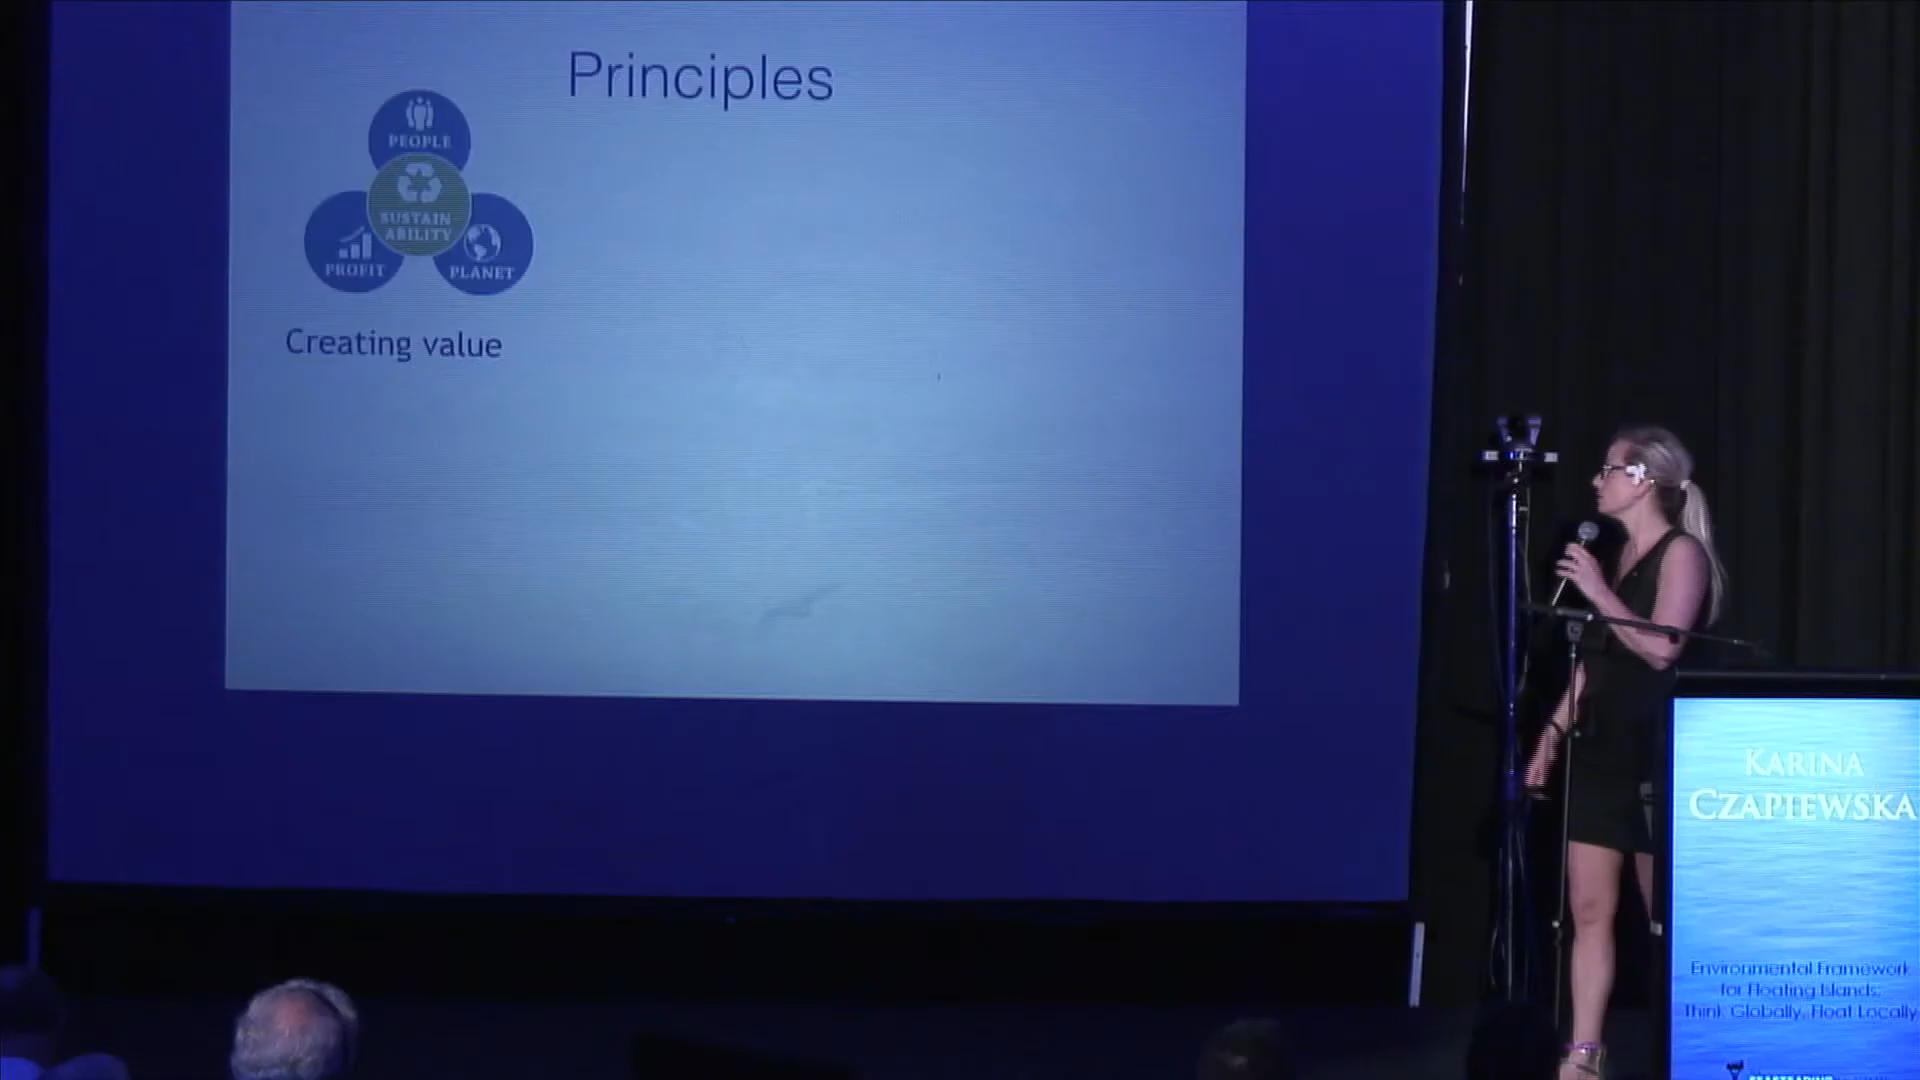 Principles
PEOPLE
SUSTAIN
ABILITY
PROFIT
PLANET
Creating value
KARINA
CZAPIEWSKA
Environmental Framework
for Floating Islands:
Think Globally, Float Locally